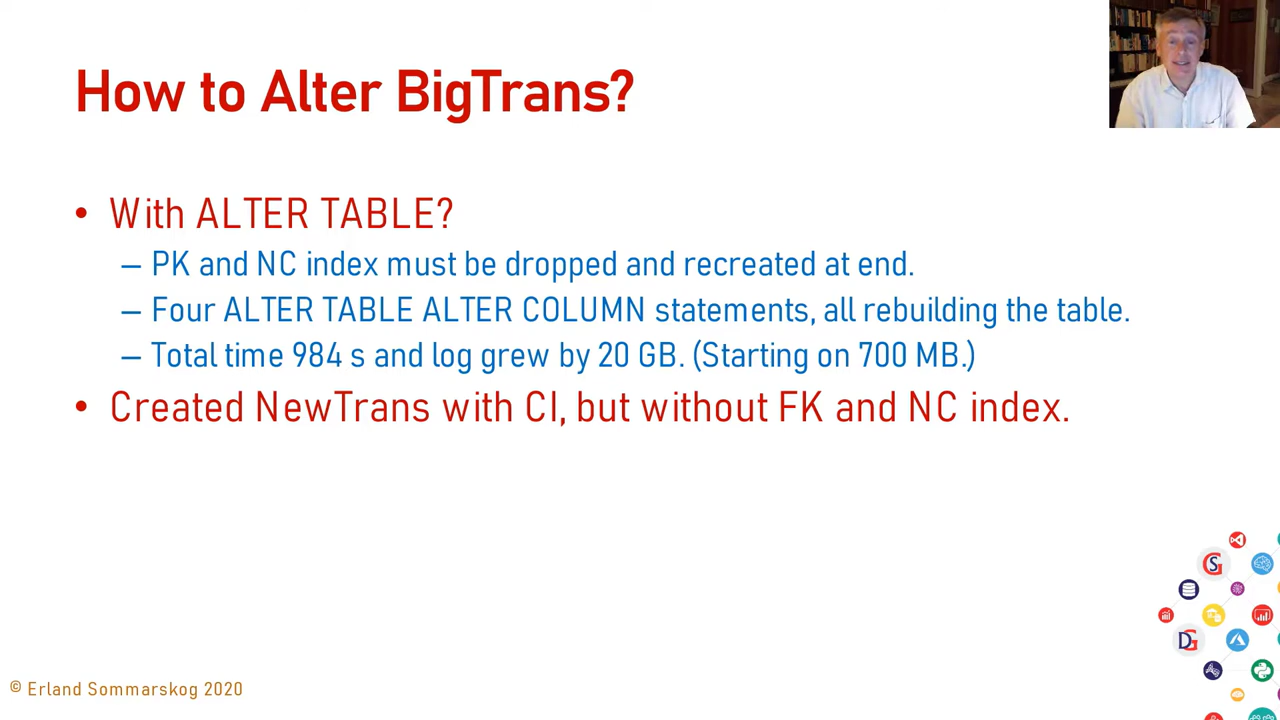 How to Alter BigTrans?
• With ALTER TABLE?
– PK and NC index must be dropped and recreated at end.
– Four ALTER TABLE ALTER COLUMN statements, all rebuilding the table.
– Total time 984 s and log grew by 20 GB. (Starting on 700 MB.)
• Created NewTrans with CI, but without FK and NC index.
© Erland Sommarskog 2020